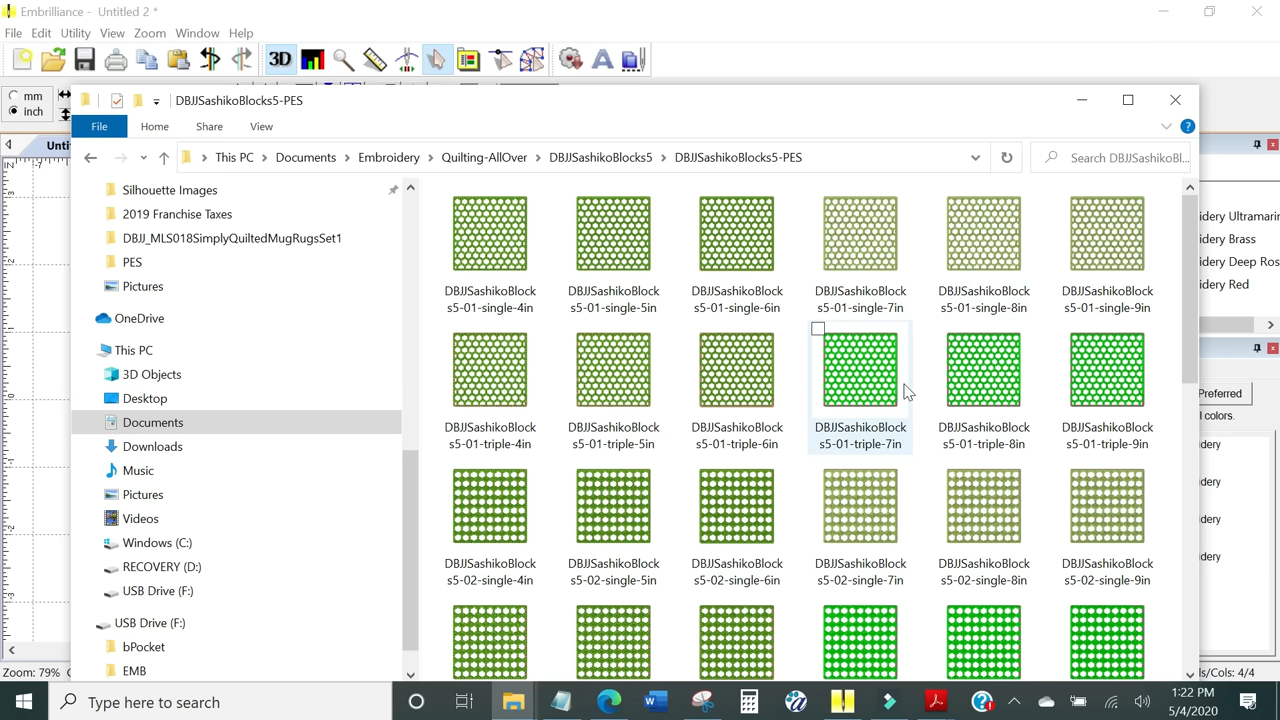 Embrilliance - Untitled 2 *
File Edit Utility View Zoom Window Help
3D
mm
inch
DBJJSashikoBlocks5-PES
File Home Share View
This PC > Documents > Embroidery > Quilting-AllOver > DBJJSashikoBlocks5 > DBJJSashikoBlocks5-PES
Search DBJJSashikoBl...
Silhouette Images
2019 Franchise Taxes
DBJJ_MLS018SimplyQuiltedMugRugsSet1
PES
Pictures
OneDrive
This PC
3D Objects
Desktop
Documents
Downloads
Music
Pictures
Videos
Windows (C:)
RECOVERY (D:)
USB Drive (F:)
USB Drive (F:)
bPocket
EMB
DBJJSashikoBlock DBJJSashikoBlock DBJJSashikoBlock DBJJSashikoBlock DBJJSashikoBlock DBJJSashikoBlock
s5-01-single-4in s5-01-single-5in s5-01-single-6in s5-01-single-7in s5-01-single-8in s5-01-single-9in
DBJJSashikoBlock DBJJSashikoBlock DBJJSashikoBlock DBJJSashikoBlock DBJJSashikoBlock DBJJSashikoBlock
s5-01-triple-4in s5-01-triple-5in s5-01-triple-6in s5-01-triple-7in s5-01-triple-8in s5-01-triple-9in
DBJJSashikoBlock DBJJSashikoBlock DBJJSashikoBlock DBJJSashikoBlock DBJJSashikoBlock DBJJSashikoBlock
s5-02-single-4in s5-02-single-5in s5-02-single-6in s5-02-single-7in s5-02-single-8in s5-02-single-9in
idery Ultramarin
idery Brass
idery Deep Ros
idery Red
Preferred
l colors.
idery
idery
idery
idery
Zoom: 79%
ls/Cols: 4/4
Type here to search
1:22 PM
5/4/2020